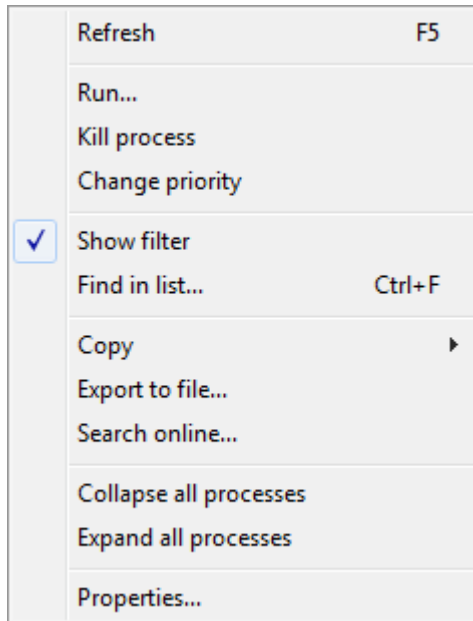 Refresh F5
Run...
Kill process
Change priority
Show filter
Find in list... Ctrl+F
Copy
Export to file...
Search online...
Collapse all processes
Expand all processes
Properties...